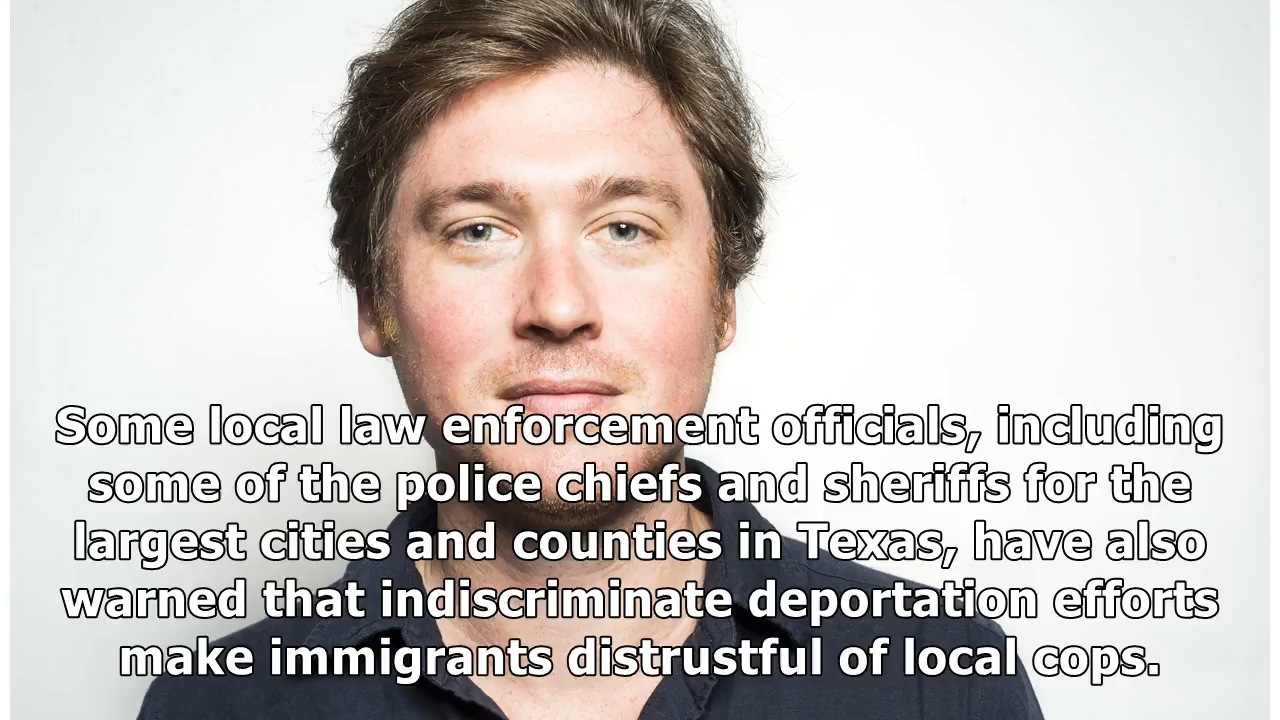 Some local law enforcement officials, including
some of the police chiefs and sheriffs for the
largest cities and counties in Texas, have also
warned that indiscriminate deportation efforts
make immigrants distrustful of local cops.